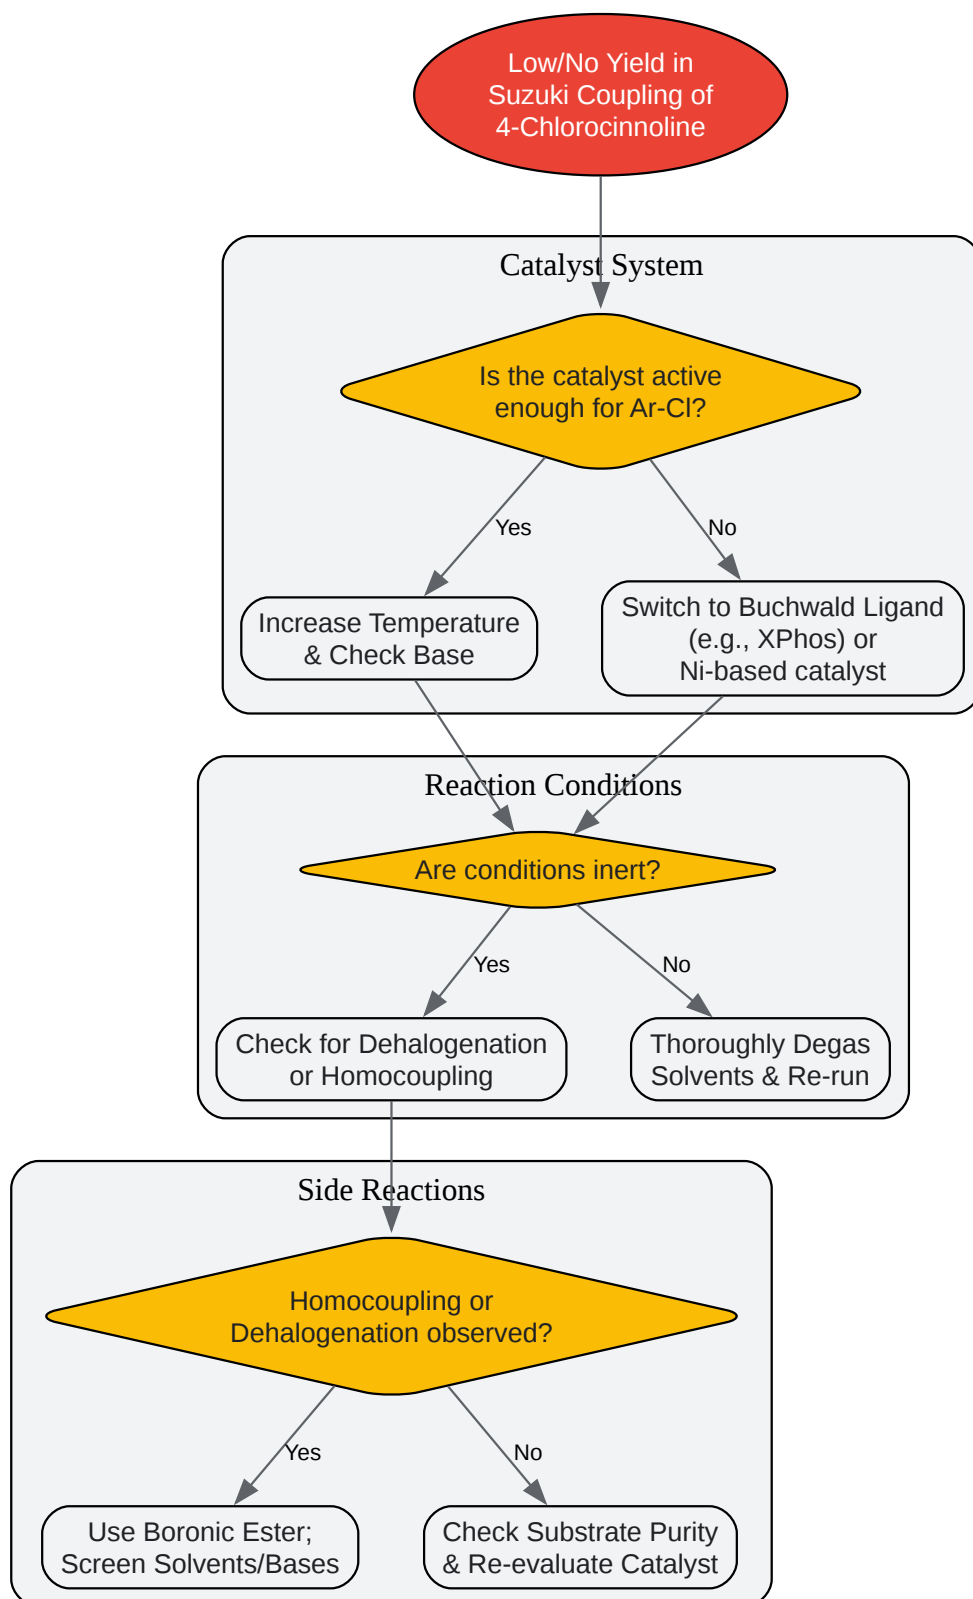 Low/No Yield in
Suzuki Coupling of
4-Chlorocinnoline
Catalyst System
Is the catalyst active
enough for Ar-Cl?
Yes
No
Increase Temperature
& Check Base
Switch to Buchwald Ligand
(e.g., XPhos) or
Ni-based catalyst
Reaction Conditions
Are conditions inert?
Yes
No
Check for Dehalogenation
or Homocoupling
Thoroughly Degas
Solvents & Re-run
Side Reactions
Homocoupling or
Dehalogenation observed?
Yes
No
Use Boronic Ester;
Screen Solvents/Bases
Check Substrate Purity
& Re-evaluate Catalyst